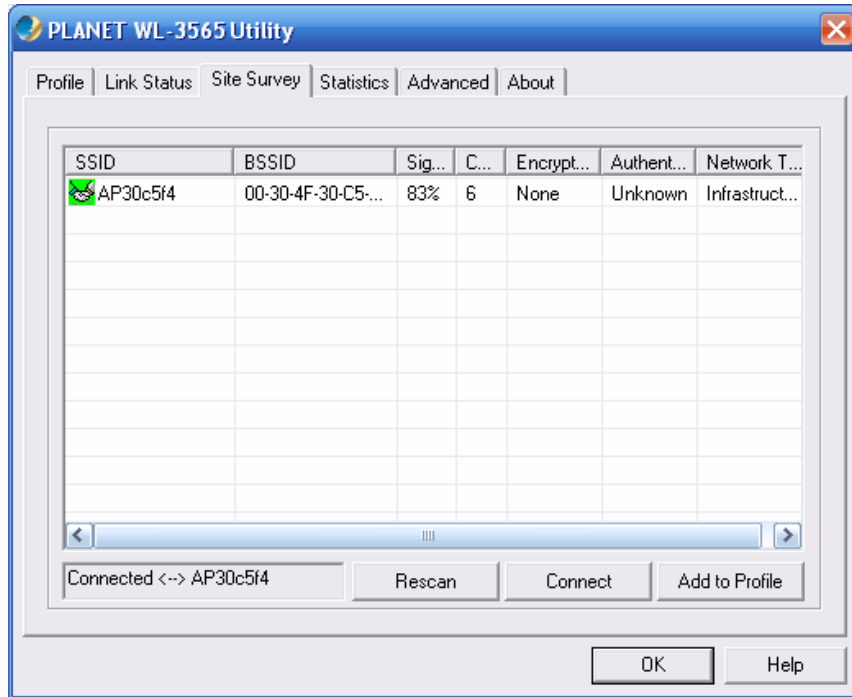 PLANET WL-3565 Utility
Profile Link Status Site Survey Statistics Advanced About
SSID BSSID Sig... C... Encrypt... Authent... Network T...
AP30c5f4 00-30-4F-30-C5-... 83% 6 None Unknown Infrastruct...
Connected <--> AP30c5f4 Rescan Connect Add to Profile
OK Help